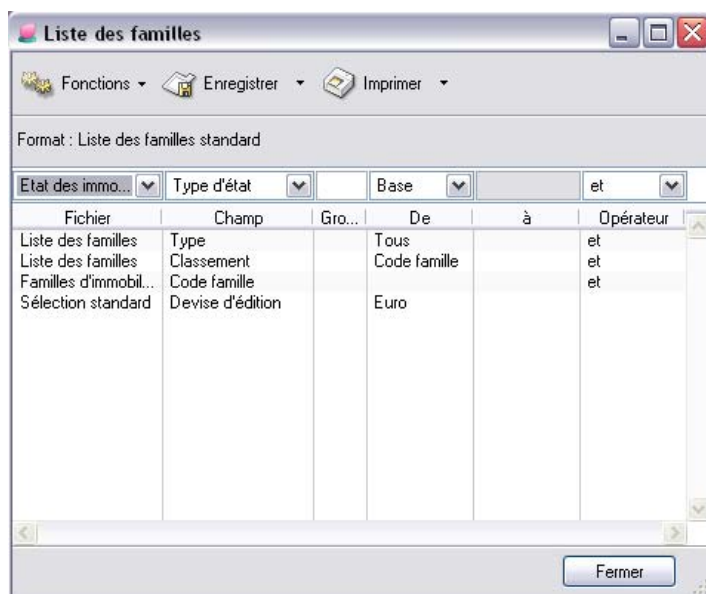 Liste des familles
Fonctions Enregistrer Imprimer
Format : Liste des familles standard
Etat des immo... Type d'état Base et
Fichier Champ Gro... De à Opérateur
Liste des familles Type Tous et
Liste des familles Classement Code famille et
Familles d'immobil... Code famille et
Sélection standard Devise d'édition Euro
Fermer